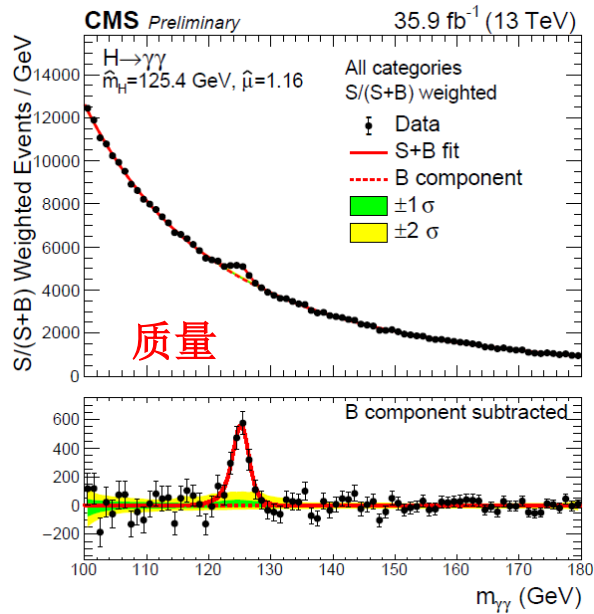 CMS Preliminary 35.9 fb⁻¹ (13 TeV)
H→γγ
m̂_H=125.4 GeV, μ̂=1.16
All categories
S/(S+B) weighted
Data
S+B fit
B component
±1 σ
±2 σ
S/(S+B) Weighted Events / GeV
14000
12000
10000
8000
6000
4000
2000
0
质量
B component subtracted
600
400
200
0
−200
100 110 120 130 140 150 160 170 180
m_γγ (GeV)